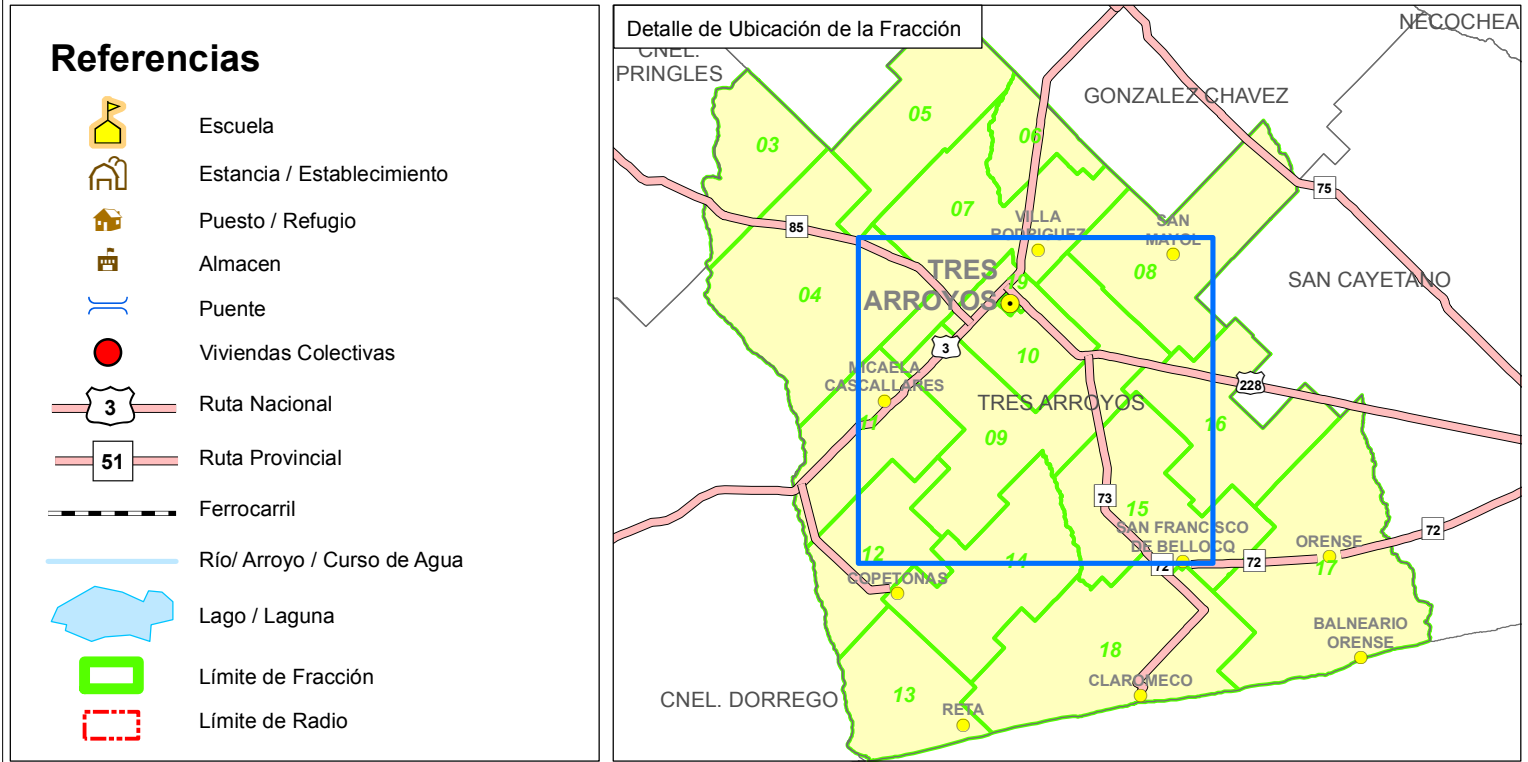 Referencias
Escuela
Estancia / Establecimiento
Puesto / Refugio
Almacen
Puente
Viviendas Colectivas
3
Ruta Nacional
51
Ruta Provincial
Ferrocarril
Río/ Arroyo / Curso de Agua
Lago / Laguna
Límite de Fracción
Límite de Radio
Detalle de Ubicación de la Fracción
NECOCHEA
CNEL.
PRINGLES
GONZALEZ CHAVEZ
05
06
03
75
07
VILLA
RODRIGUEZ
SAN
MAYOL
85
08
TRES
ARROYOS
19
SAN CAYETANO
04
3
10
MICAELA
CASCALLARES
228
TRES ARROYOS
11
09
16
73
15
SAN FRANCISCO
DE BELLOCQ
72
ORENSE
12
14
72
72
17
COPETONAS
BALNEARIO
ORENSE
18
CLAROMECO
13
CNEL. DORREGO
RETA